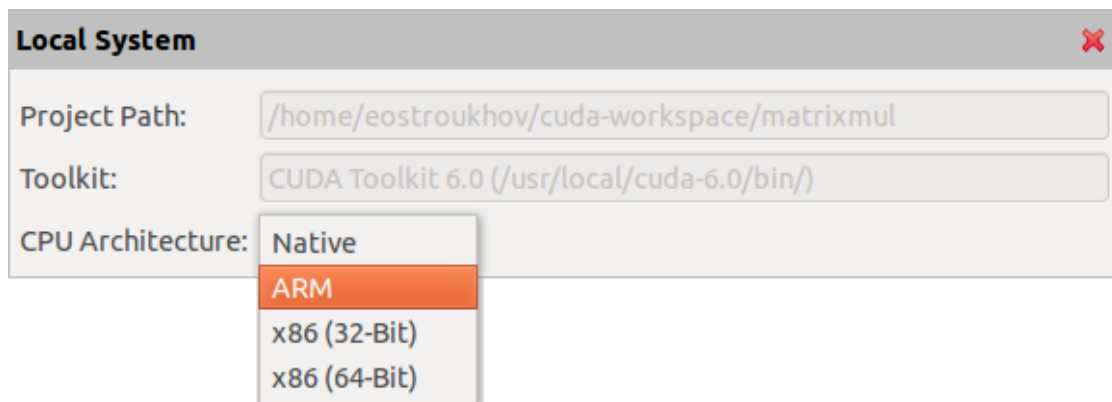 Local System
Project Path: /home/eostroukhov/cuda-workspace/matrixmul
Toolkit: CUDA Toolkit 6.0 (/usr/local/cuda-6.0/bin/)
CPU Architecture: Native
ARM
x86 (32-Bit)
x86 (64-Bit)